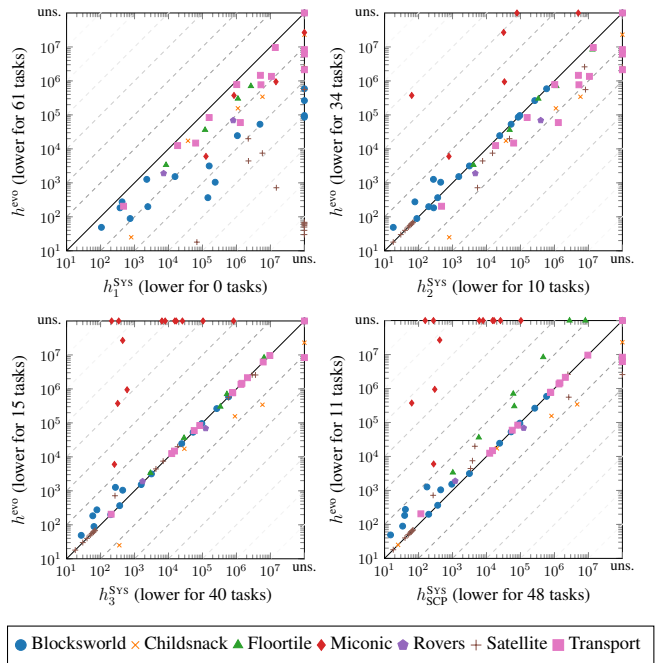 uns.
10^7
10^6
10^5
10^4
10^3
10^2
10^1
h^evo (lower for 61 tasks)
10^1 10^2 10^3 10^4 10^5 10^6 10^7 uns.
h_1^Sys (lower for 0 tasks)
uns.
10^7
10^6
10^5
10^4
10^3
10^2
10^1
h^evo (lower for 34 tasks)
10^1 10^2 10^3 10^4 10^5 10^6 10^7 uns.
h_2^Sys (lower for 10 tasks)
uns.
10^7
10^6
10^5
10^4
10^3
10^2
10^1
h^evo (lower for 15 tasks)
10^1 10^2 10^3 10^4 10^5 10^6 10^7 uns.
h_3^Sys (lower for 40 tasks)
uns.
10^7
10^6
10^5
10^4
10^3
10^2
10^1
h^evo (lower for 11 tasks)
10^1 10^2 10^3 10^4 10^5 10^6 10^7 uns.
h_SCP^Sys (lower for 48 tasks)
Blocksworld Childsnack Floortile Miconic Rovers Satellite Transport